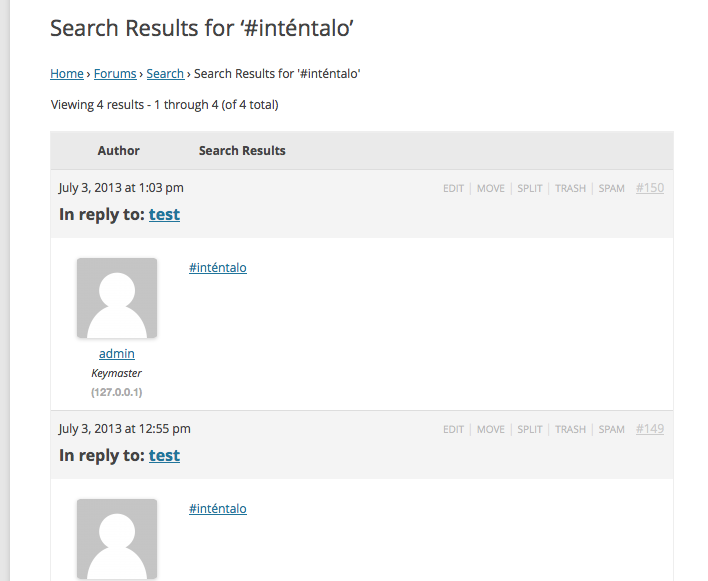 Search Results for ‘#inténtalo’
Home › Forums › Search › Search Results for '#inténtalo'
Viewing 4 results - 1 through 4 (of 4 total)
Author Search Results
July 3, 2013 at 1:03 pm EDIT | MOVE | SPLIT | TRASH | SPAM #150
In reply to: test
#inténtalo
admin
Keymaster
(127.0.0.1)
July 3, 2013 at 12:55 pm EDIT | MOVE | SPLIT | TRASH | SPAM #149
In reply to: test
#inténtalo